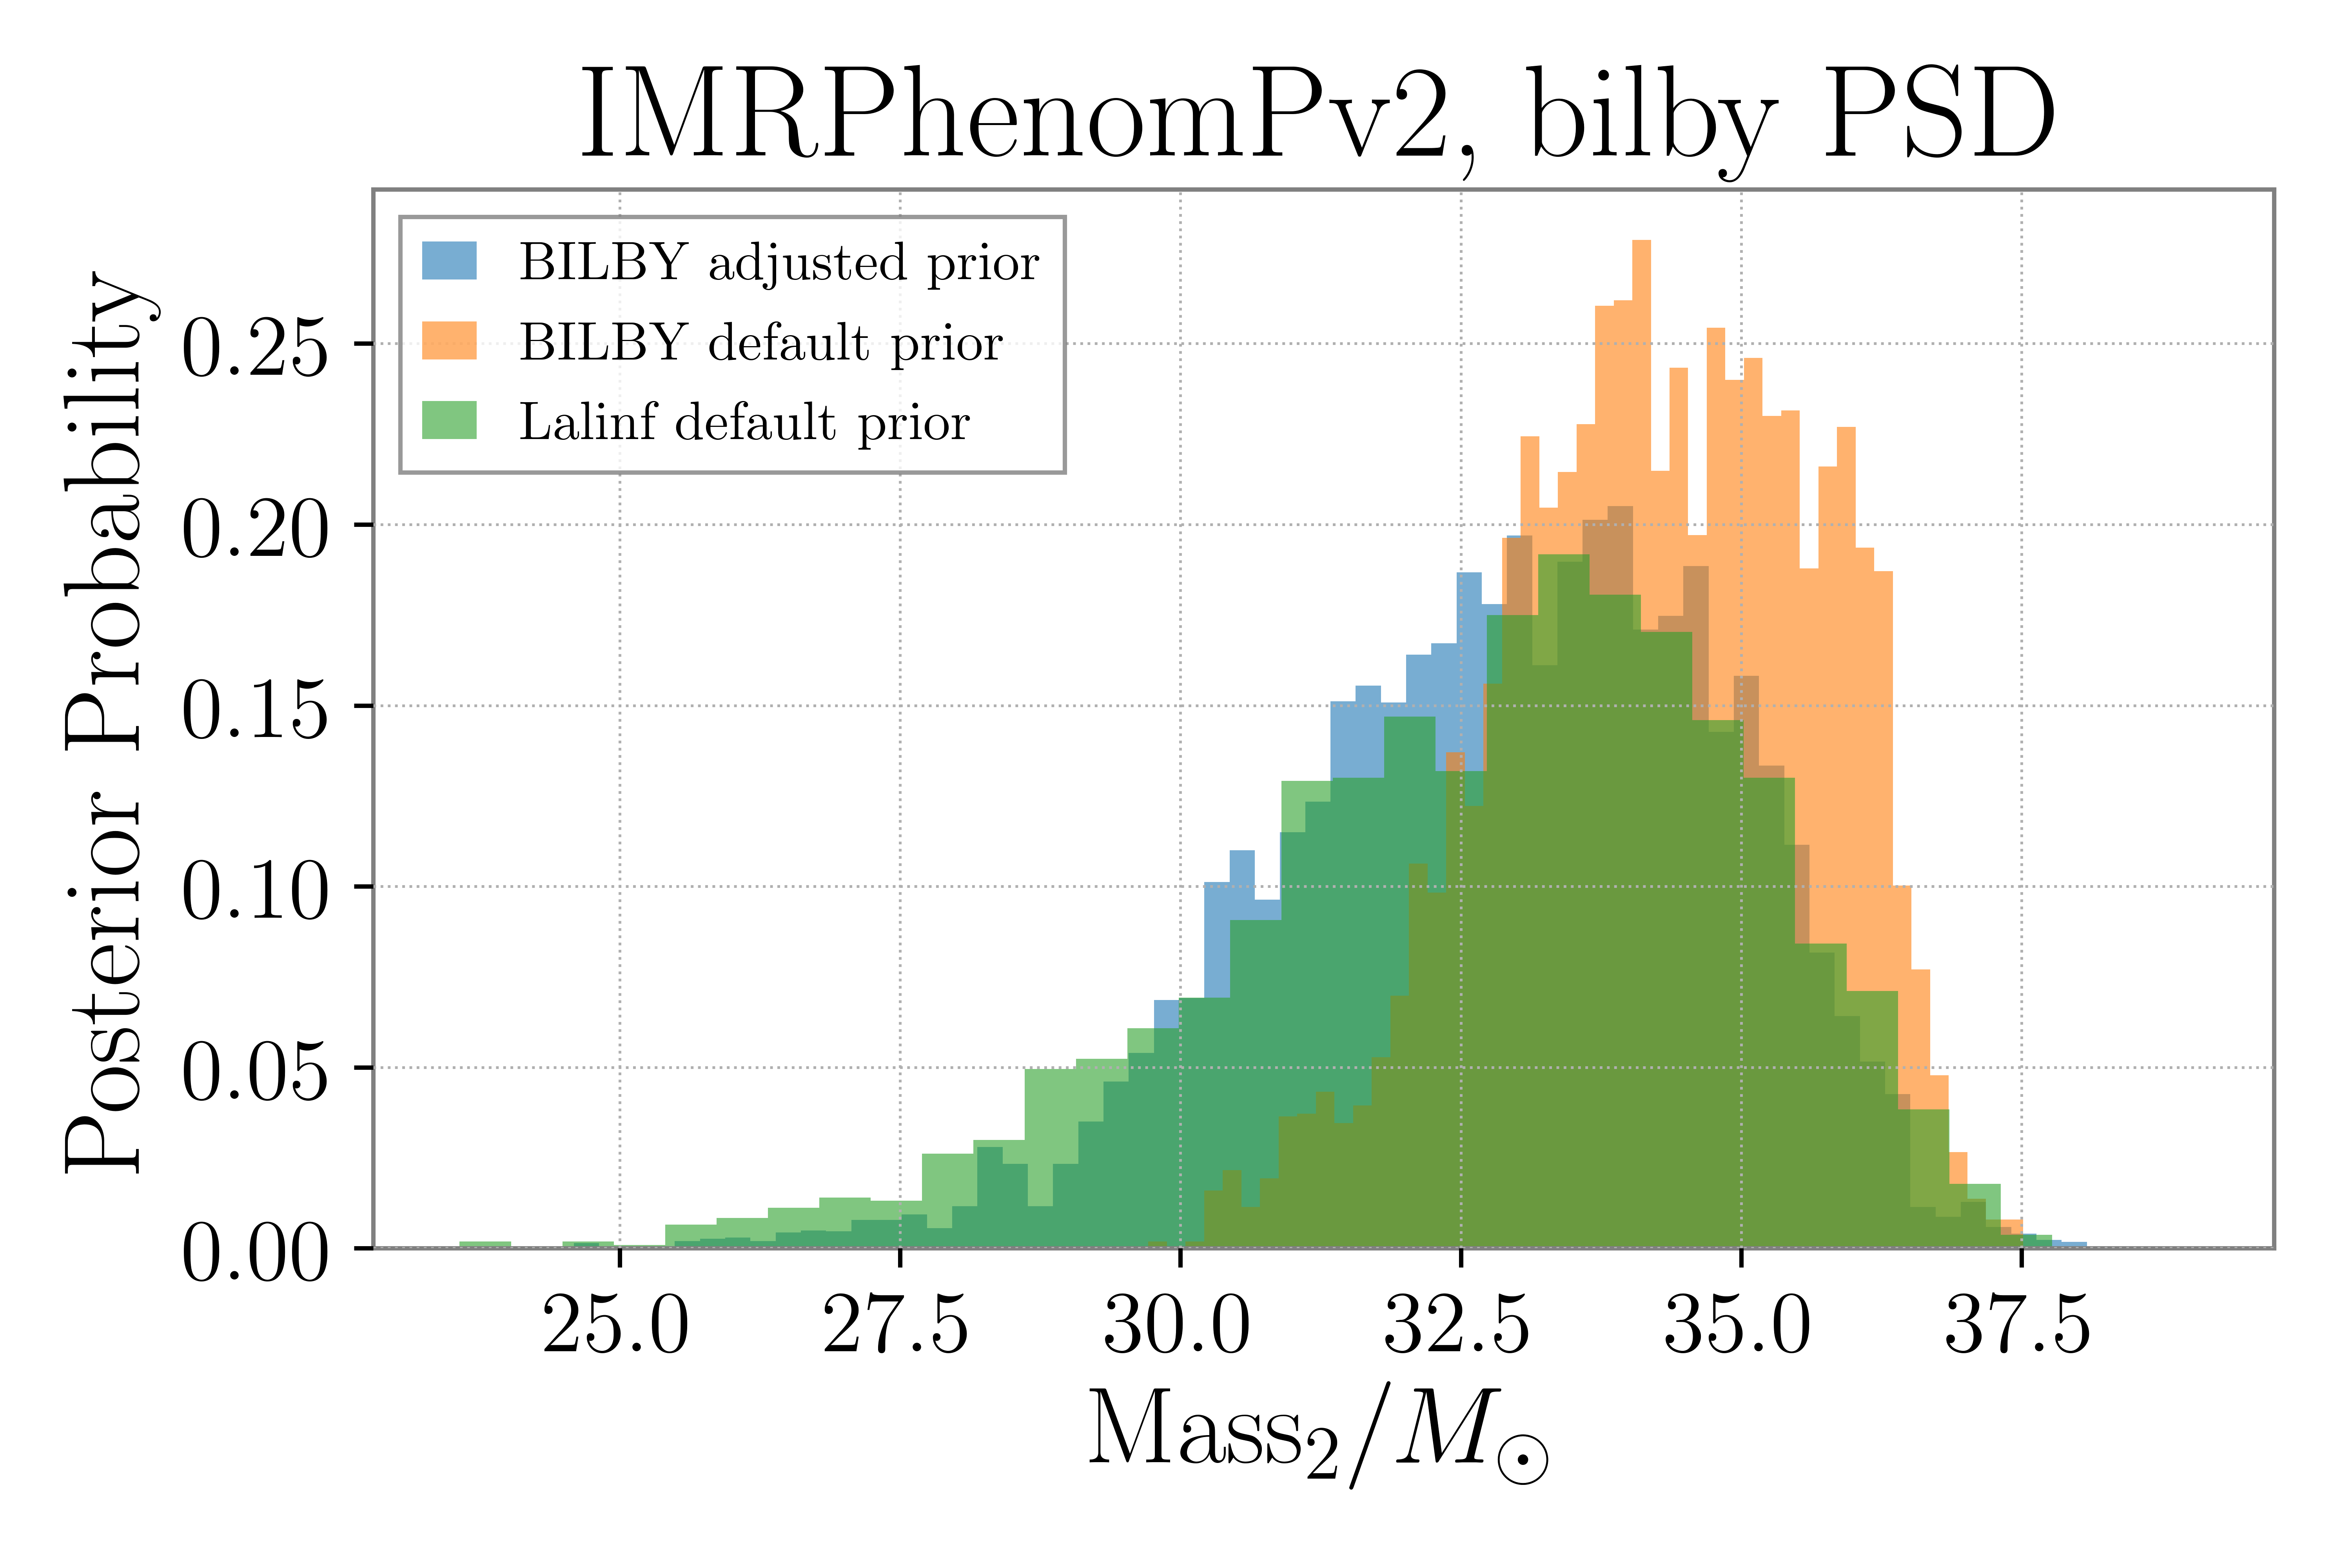 IMRPhenomPv2, bilby PSD
BILBY adjusted prior
BILBY default prior
Lalinf default prior
Posterior Probability
0.25
0.20
0.15
0.10
0.05
0.00
25.0 27.5 30.0 32.5 35.0 37.5
Mass₂/M⊙